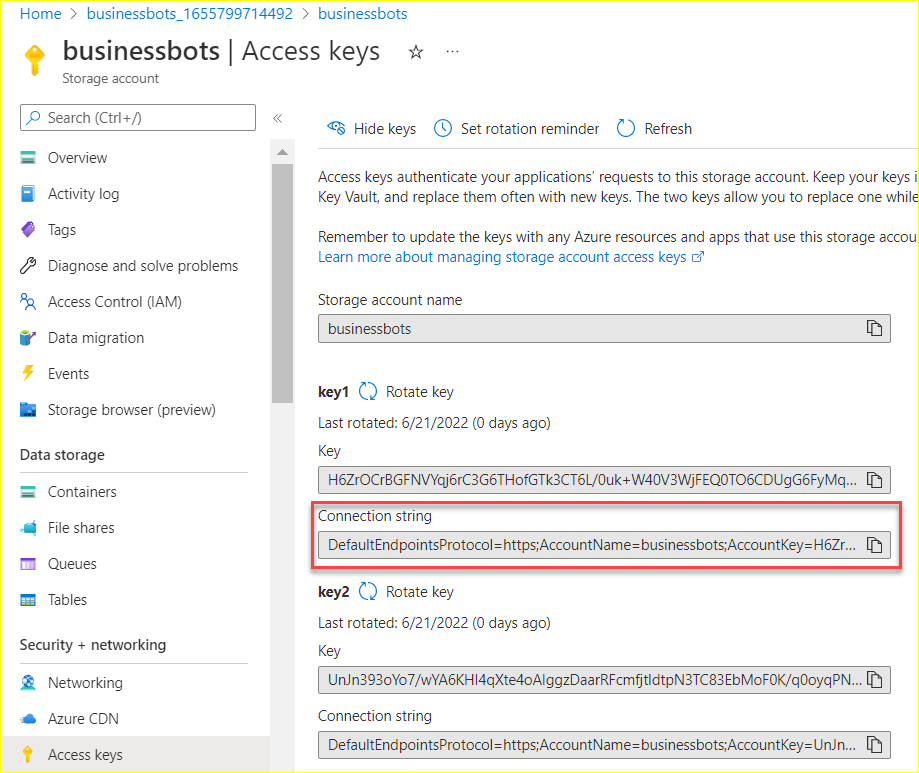 Home > businessbots_1655799714492 > businessbots
businessbots | Access keys
Storage account
Search (Ctrl+/)
Overview
Activity log
Tags
Diagnose and solve problems
Access Control (IAM)
Data migration
Events
Storage browser (preview)
Data storage
Containers
File shares
Queues
Tables
Security + networking
Networking
Azure CDN
Access keys
Hide keys Set rotation reminder Refresh
Access keys authenticate your applications' requests to this storage account. Keep your keys i
Key Vault, and replace them often with new keys. The two keys allow you to replace one while
Remember to update the keys with any Azure resources and apps that use this storage accou
Learn more about managing storage account access keys
Storage account name
businessbots
key1 Rotate key
Last rotated: 6/21/2022 (0 days ago)
Key
H6ZrOCrBGFNVYqj6rC3G6THofGTk3CT6L/0uk+W40V3WjFEQ0TO6CDUgG6FyMq...
Connection string
DefaultEndpointsProtocol=https;AccountName=businessbots;AccountKey=H6Zr...
key2 Rotate key
Last rotated: 6/21/2022 (0 days ago)
Key
UnJn393oYo7/wYA6KHI4qXte4oAlggzDaarRFcmfjtldtpN3TC83EbMoF0K/q0oyqPN...
Connection string
DefaultEndpointsProtocol=https;AccountName=businessbots;AccountKey=UnJn...